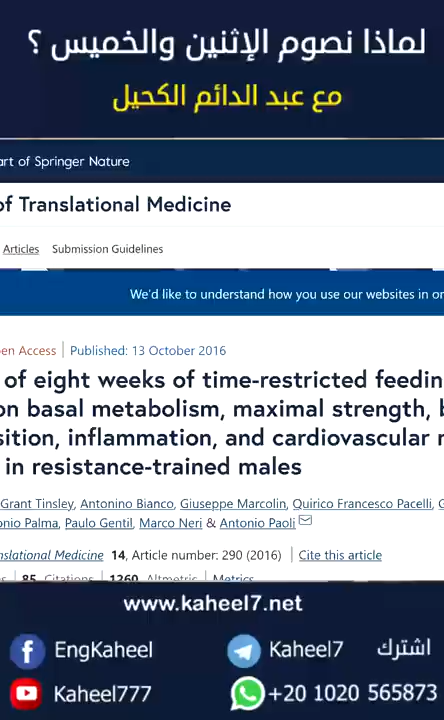 لماذا نصوم الإثنين والخميس ؟
مع عبد الدائم الكحيل
art of Springer Nature
of Translational Medicine
Articles Submission Guidelines
We'd like to understand how you use our websites in or
en Access | Published: 13 October 2016
of eight weeks of time-restricted feedin
on basal metabolism, maximal strength, b
sition, inflammation, and cardiovascular r
in resistance-trained males
Grant Tinsley, Antonino Bianco, Giuseppe Marcolin, Quirico Francesco Pacelli, G
onio Palma, Paulo Gentil, Marco Neri & Antonio Paoli
nslational Medicine 14, Article number: 290 (2016) | Cite this article
s | 85 Citations | 1260 Altmetric | Metrics
www.kaheel7.net
EngKaheel Kaheel7 اشترك
Kaheel777 +20 1020 565873